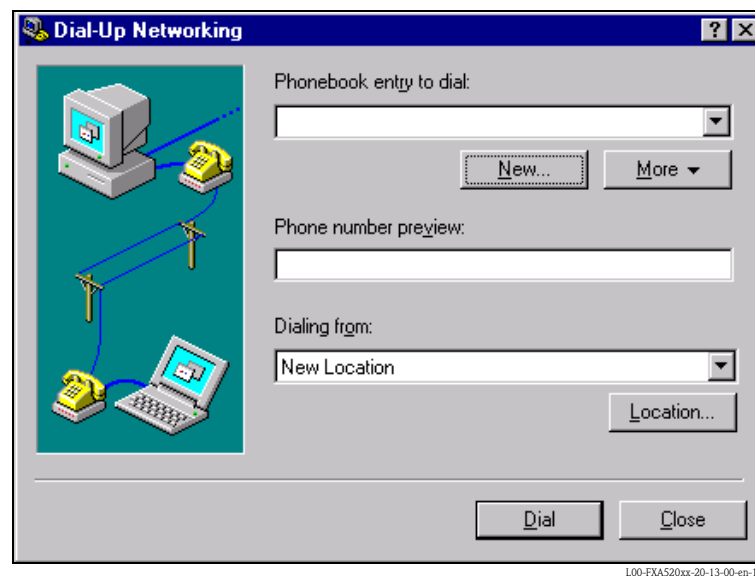 Dial-Up Networking
Phonebook entry to dial:
New...
More
Phone number preview:
Dialing from:
New Location
Location...
Dial
Close
L00-FXA520xx-20-13-00-en-1